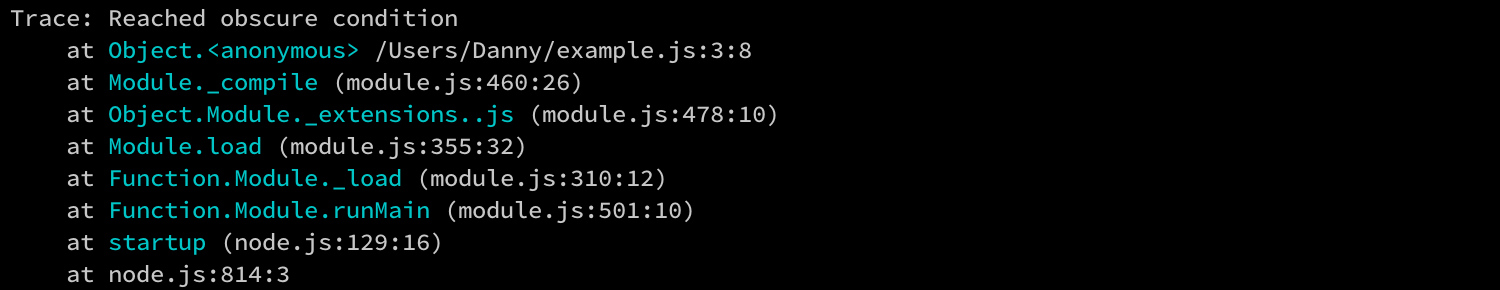 Trace: Reached obscure condition
    at Object.<anonymous> /Users/Danny/example.js:3:8
    at Module._compile (module.js:460:26)
    at Object.Module._extensions..js (module.js:478:10)
    at Module.load (module.js:355:32)
    at Function.Module._load (module.js:310:12)
    at Function.Module.runMain (module.js:501:10)
    at startup (node.js:129:16)
    at node.js:814:3